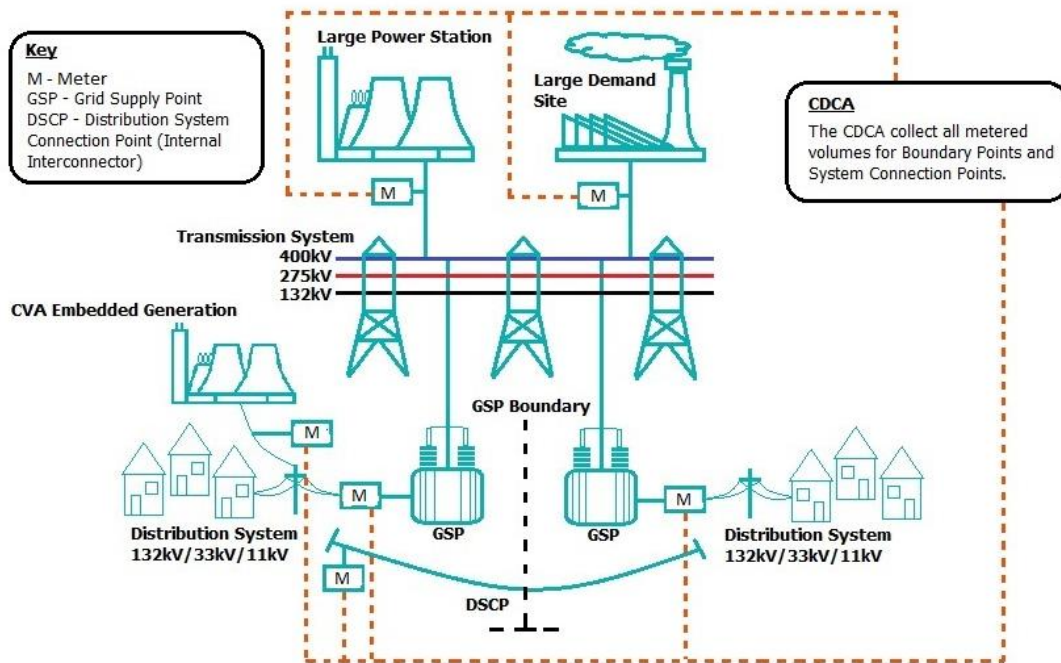 Key
M - Meter
GSP - Grid Supply Point
DSCP - Distribution System
Connection Point (Internal
Interconnector)
Large Power Station
Large Demand
Site
CDCA
The CDCA collect all metered
volumes for Boundary Points and
System Connection Points.
M
M
Transmission System
400kV
275kV
132kV
CVA Embedded Generation
GSP Boundary
M
M
M
GSP
GSP
Distribution System
132kV/33kV/11kV
Distribution System
132kV/33kV/11kV
M
DSCP